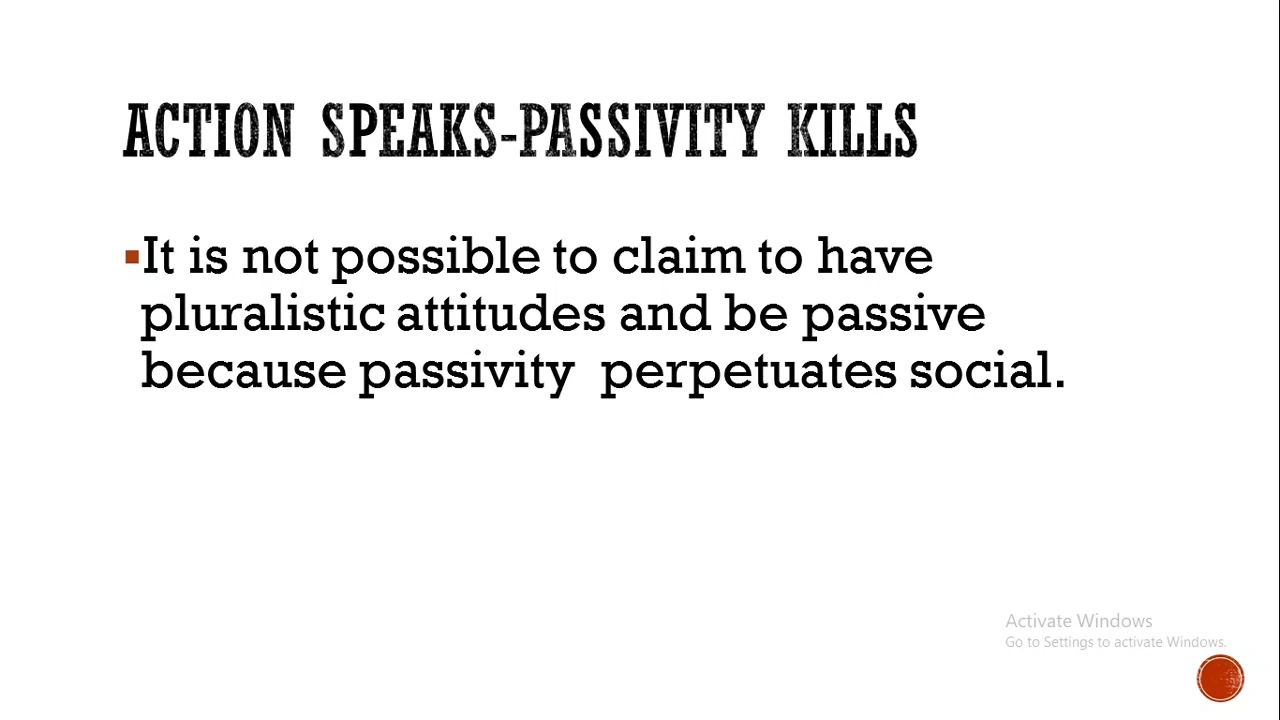 ACTION SPEAKS-PASSIVITY KILLS
▪It is not possible to claim to have
pluralistic attitudes and be passive
because passivity  perpetuates social.
Activate Windows
Go to Settings to activate Windows.